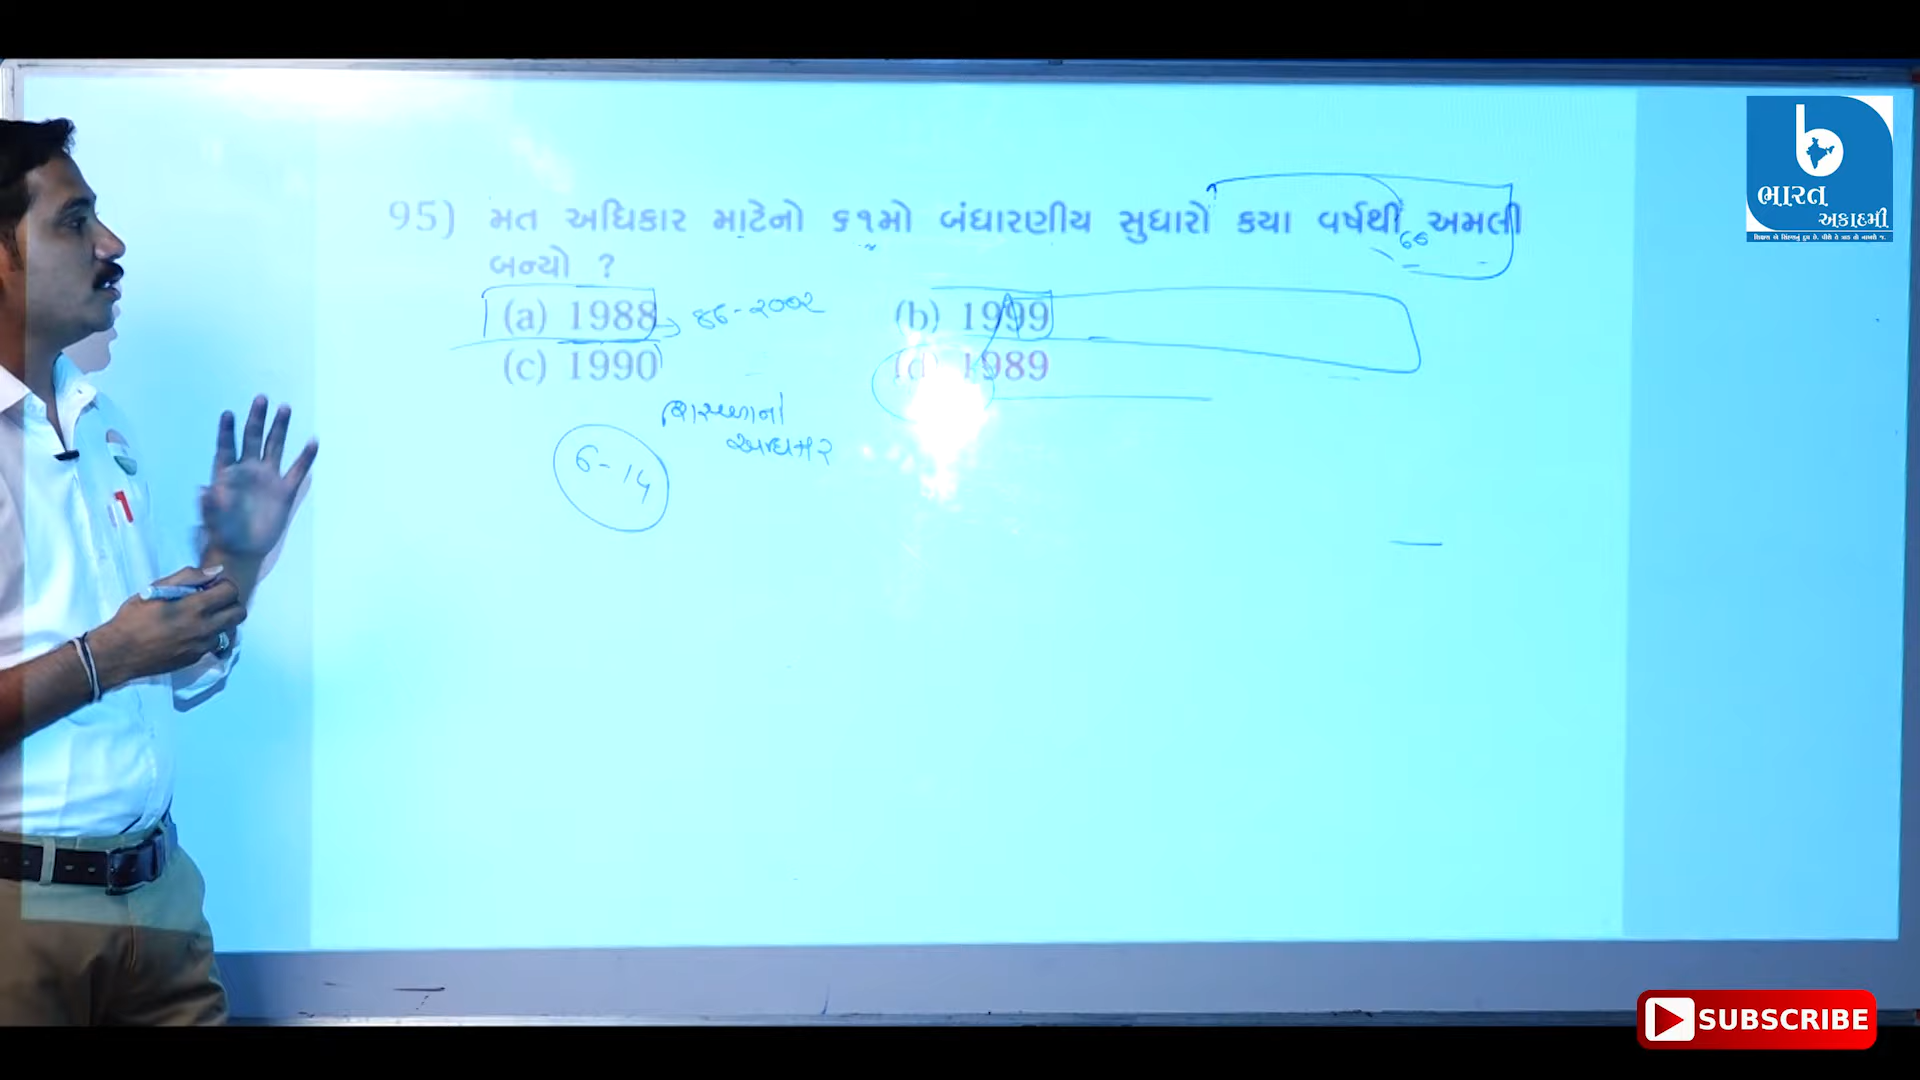 95) મત અધિકાર માટેનો ૬૧મો બંધારણીય સુધારો કયા વર્ષથી અમલી
બન્યો ?
(a) 1988 → ૪૬-૨૦૦૨ (b) 1999
(c) 1990 (d) 1989
6-14
ભારત
અકાદમી
SUBSCRIBE